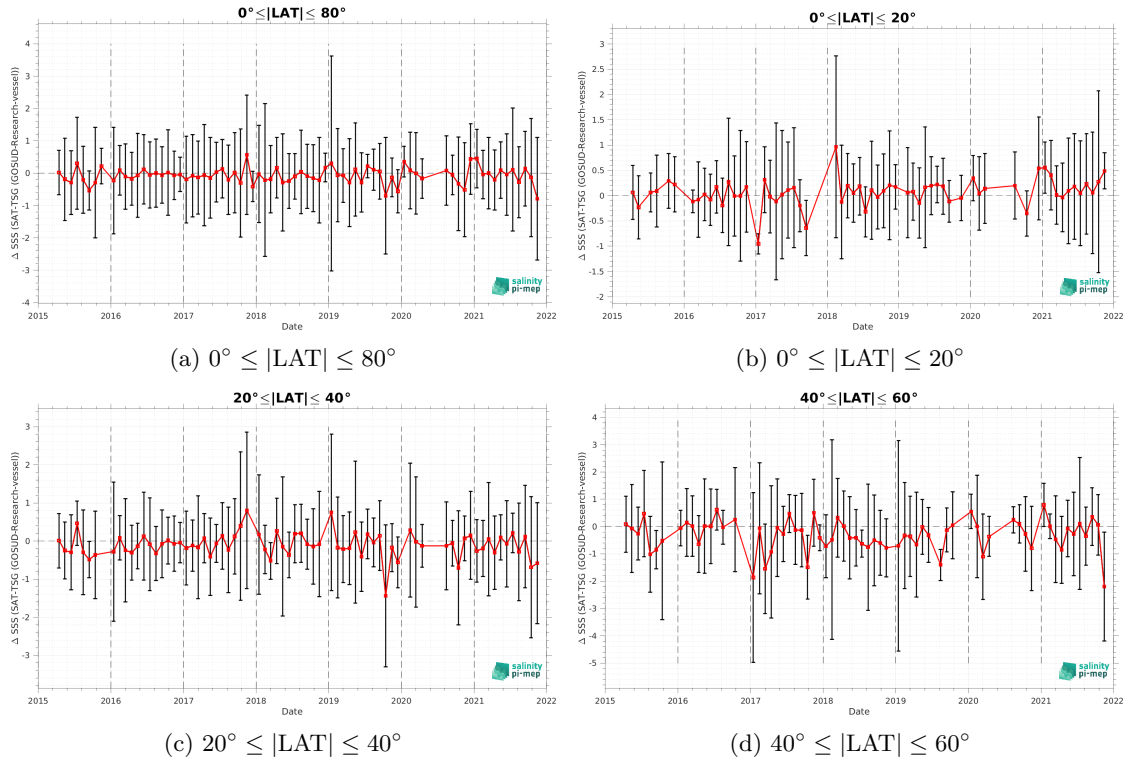 0°≤|LAT|≤ 80°
Δ SSS (SAT-TSG (GOSUD-Research-vessel))
4
3
2
1
0
-1
-2
-3
-4
2015 2016 2017 2018 2019 2020 2021 2022
Date
salinity
pi-mep
(a) 0° ≤ |LAT| ≤ 80°
0°≤|LAT|≤ 20°
Δ SSS (SAT-TSG (GOSUD-Research-vessel))
3
2.5
2
1.5
1
0.5
0
-0.5
-1
-1.5
-2
2015 2016 2017 2018 2019 2020 2021 2022
Date
salinity
pi-mep
(b) 0° ≤ |LAT| ≤ 20°
20°≤|LAT|≤ 40°
Δ SSS (SAT-TSG (GOSUD-Research-vessel))
3
2
1
0
-1
-2
-3
2015 2016 2017 2018 2019 2020 2021 2022
Date
salinity
pi-mep
(c) 20° ≤ |LAT| ≤ 40°
40°≤|LAT|≤ 60°
Δ SSS (SAT-TSG (GOSUD-Research-vessel))
4
3
2
1
0
-1
-2
-3
-4
-5
2015 2016 2017 2018 2019 2020 2021 2022
Date
salinity
pi-mep
(d) 40° ≤ |LAT| ≤ 60°